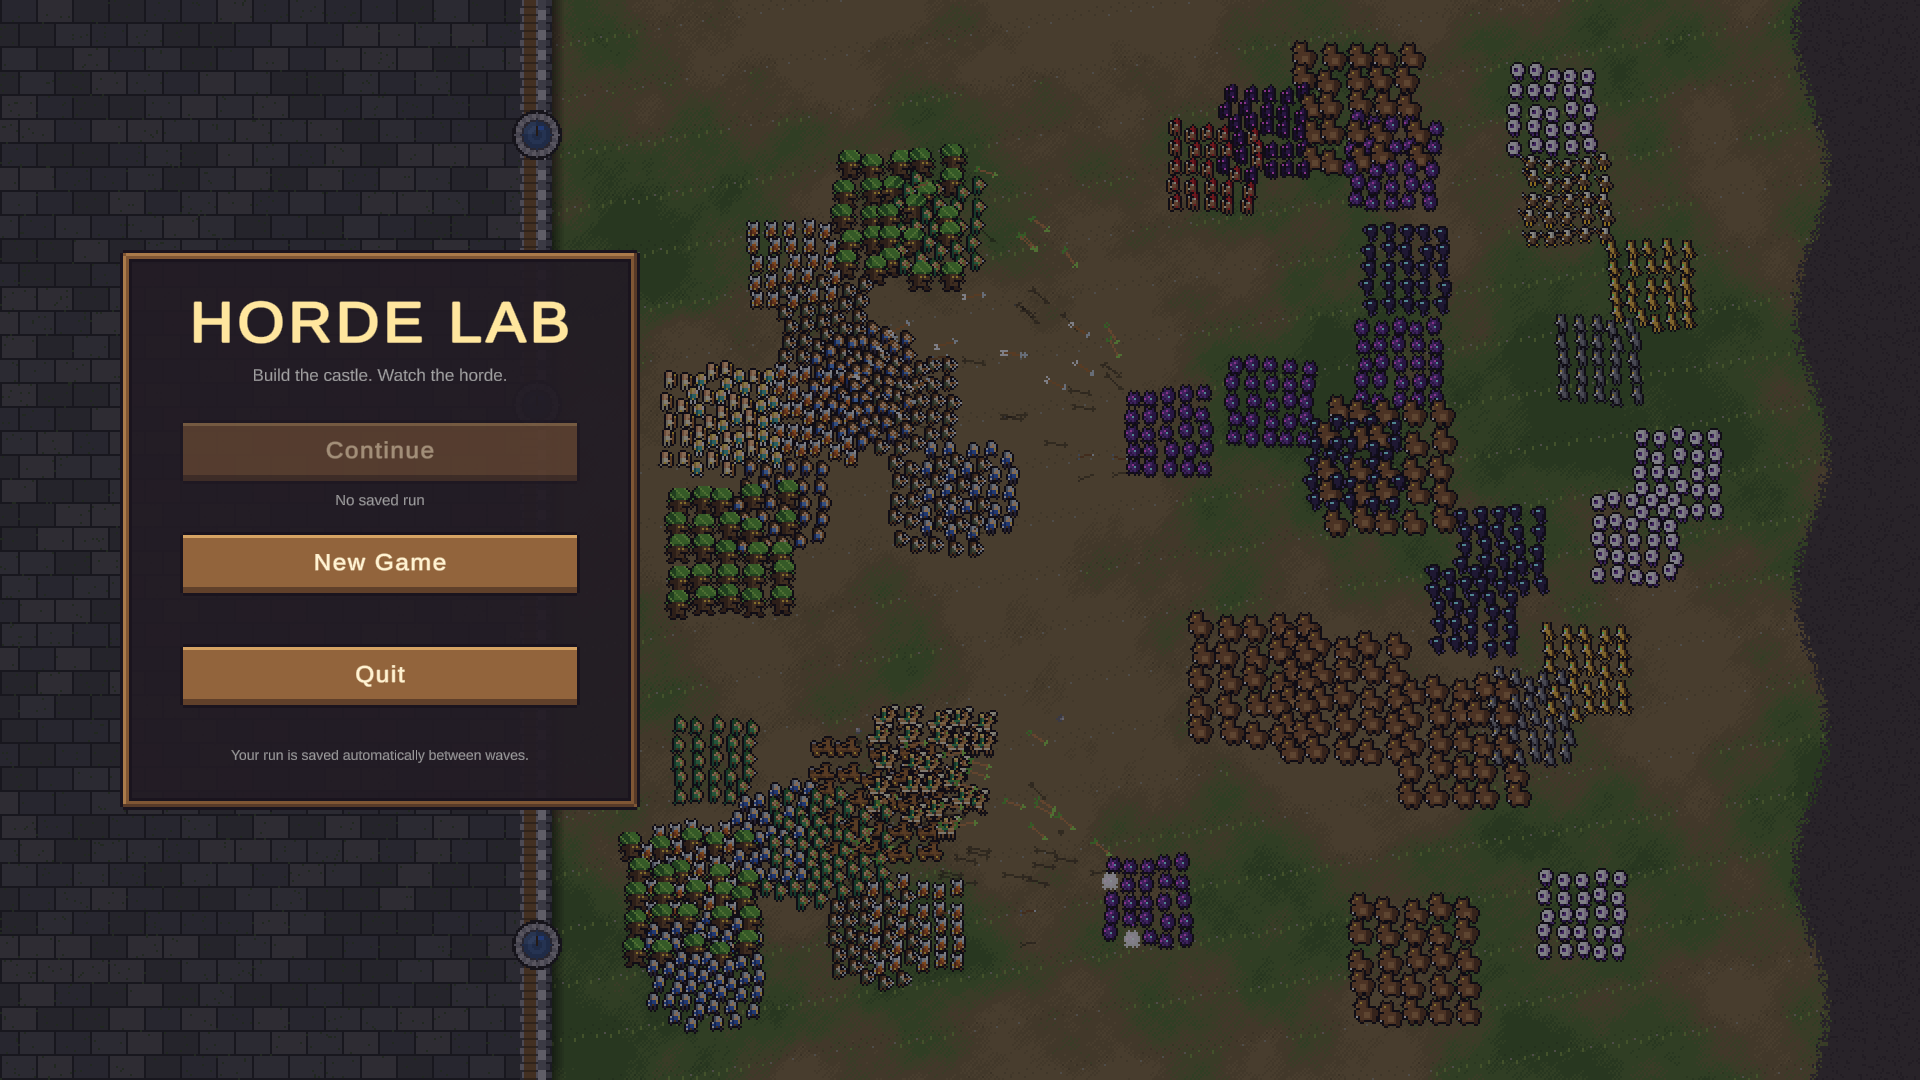 HORDE LAB
Build the castle. Watch the horde.
Continue
No saved run
New Game
Quit
Your run is saved automatically between waves.